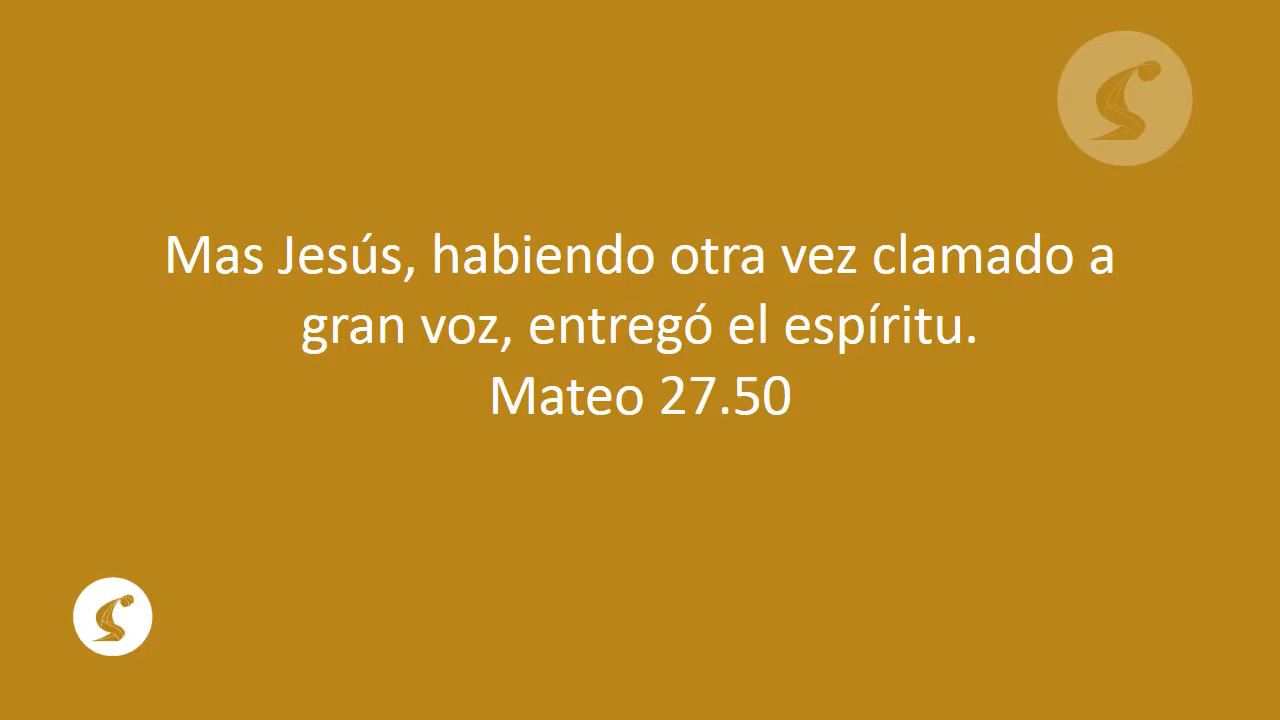 Mas Jesús, habiendo otra vez clamado a
gran voz, entregó el espíritu.
Mateo 27.50